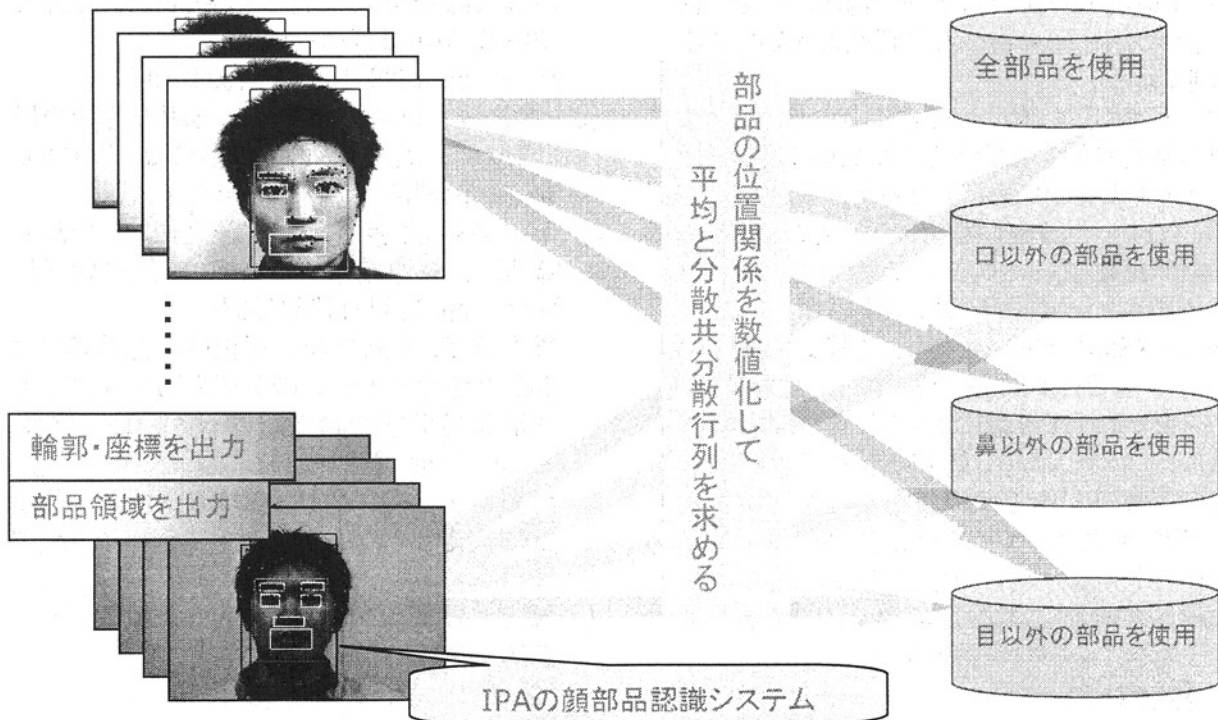 全部品を使用
部品の位置関係を数値化して
平均と分散共分散行列を求める
口以外の部品を使用
鼻以外の部品を使用
輪郭・座標を出力
部品領域を出力
目以外の部品を使用
IPAの顔部品認識システム